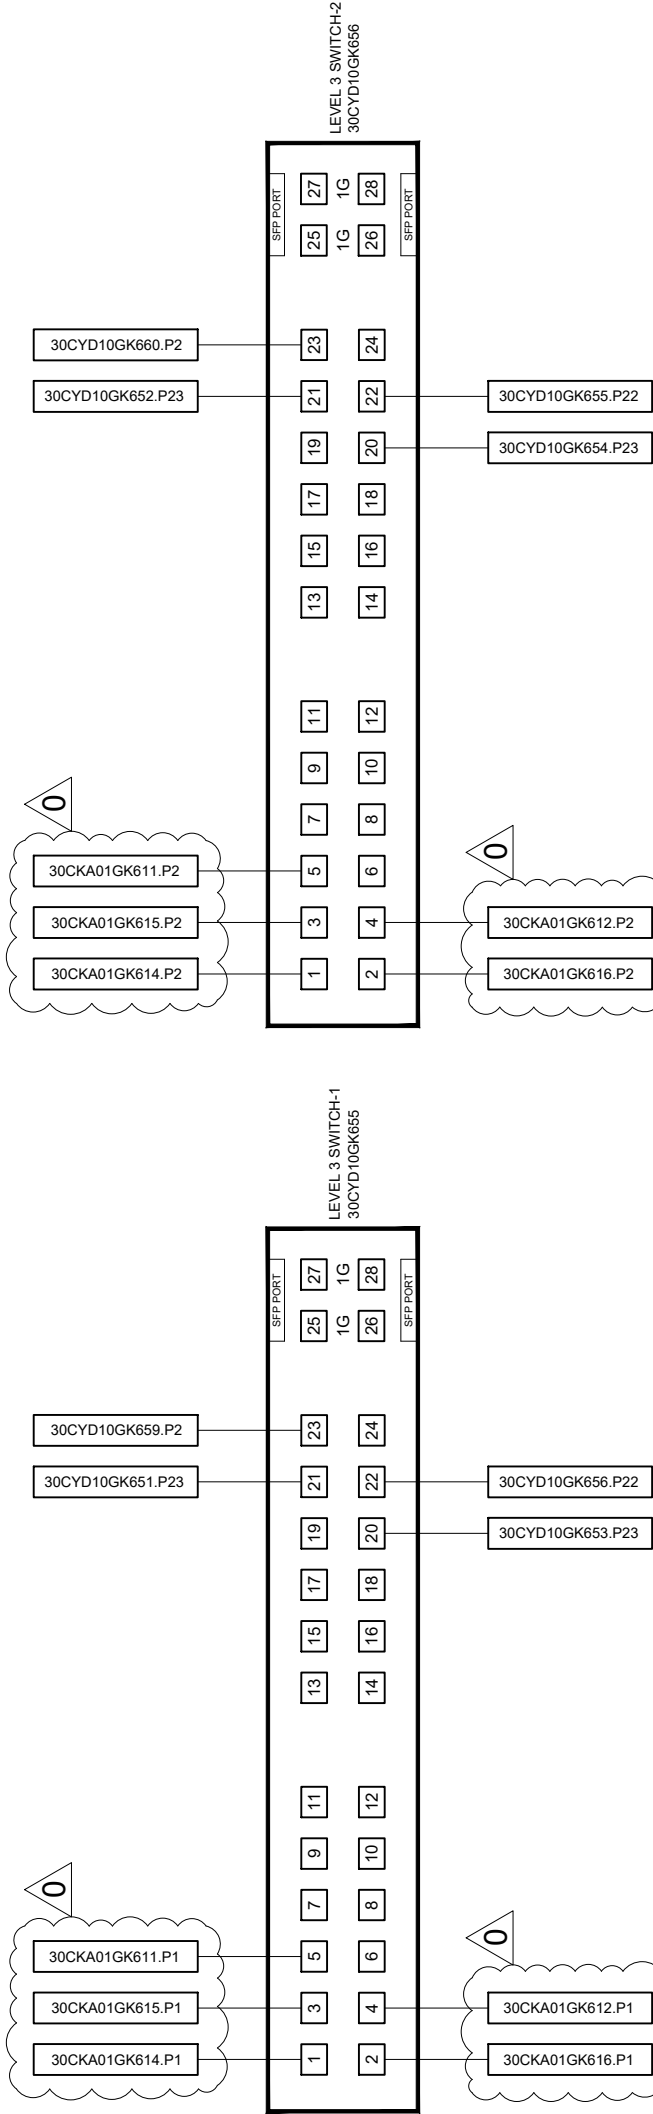 LEVEL 3 SWITCH-2
30CYD10GK656
SFP PORT
27
1G
28
SFP PORT
25
1G
26
30CYD10GK660.P2
23
24
30CYD10GK652.P23
21
22
30CYD10GK655.P22
19
20
30CYD10GK654.P23
17
18
15
16
13
14
11
12
9
10
0
7
8
0
30CKA01GK611.P2
5
6
30CKA01GK615.P2
3
4
30CKA01GK612.P2
30CKA01GK614.P2
1
2
30CKA01GK616.P2
LEVEL 3 SWITCH-1
30CYD10GK655
SFP PORT
27
1G
28
SFP PORT
25
1G
26
30CYD10GK659.P2
23
24
30CYD10GK651.P23
21
22
30CYD10GK656.P22
19
20
30CYD10GK653.P23
17
18
15
16
13
14
11
12
9
10
0
7
8
0
30CKA01GK611.P1
5
6
30CKA01GK615.P1
3
4
30CKA01GK612.P1
30CKA01GK614.P1
1
2
30CKA01GK616.P1